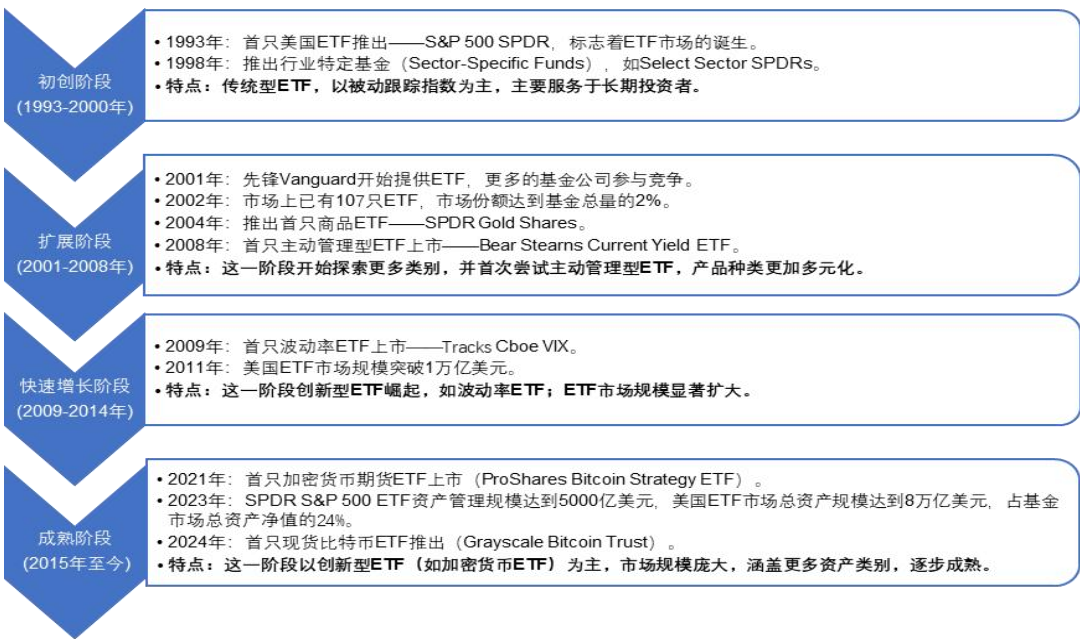 初创阶段
(1993-2000年)
• 1993年：首只美国ETF推出——S&P 500 SPDR，标志着ETF市场的诞生。
• 1998年：推出行业特定基金（Sector-Specific Funds），如Select Sector SPDRs。
• 特点：传统型ETF，以被动跟踪指数为主，主要服务于长期投资者。
扩展阶段
(2001-2008年)
• 2001年：先锋Vanguard开始提供ETF，更多的基金公司参与竞争。
• 2002年：市场上已有107只ETF，市场份额达到基金总量的2%。
• 2004年：推出首只商品ETF——SPDR Gold Shares。
• 2008年：首只主动管理型ETF上市——Bear Stearns Current Yield ETF。
• 特点：这一阶段开始探索更多类别，并首次尝试主动管理型ETF，产品种类更加多元化。
快速增长阶段
(2009-2014年)
• 2009年：首只波动率ETF上市——Tracks Cboe VIX。
• 2011年：美国ETF市场规模突破1万亿美元。
• 特点：这一阶段创新型ETF崛起，如波动率ETF；ETF市场规模显著扩大。
成熟阶段
(2015年至今)
• 2021年：首只加密货币期货ETF上市（ProShares Bitcoin Strategy ETF）。
• 2023年：SPDR S&P 500 ETF资产管理规模达到5000亿美元，美国ETF市场总资产规模达到8万亿美元，占基金
市场总资产净值的24%。
• 2024年：首只现货比特币ETF推出（Grayscale Bitcoin Trust）。
• 特点：这一阶段以创新型ETF（如加密货币ETF）为主，市场规模庞大，涵盖更多资产类别，逐步成熟。